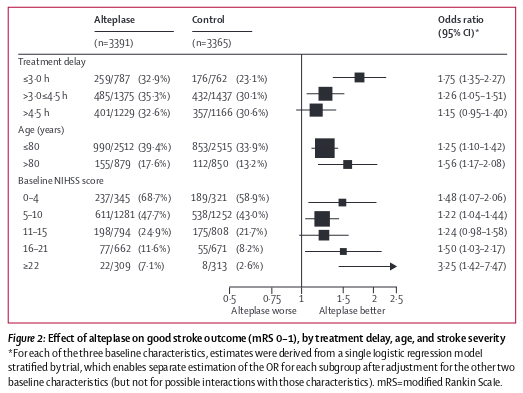 Alteplase Control Odds ratio
(n=3391) (n=3365) (95% CI)*
Treatment delay
≤3·0 h 259/787 (32·9%) 176/762 (23·1%) 1·75 (1·35–2·27)
>3·0≤4·5 h 485/1375 (35·3%) 432/1437 (30·1%) 1·26 (1·05–1·51)
>4·5 h 401/1229 (32·6%) 357/1166 (30·6%) 1·15 (0·95–1·40)
Age (years)
≤80 990/2512 (39·4%) 853/2515 (33·9%) 1·25 (1·10–1·42)
>80 155/879 (17·6%) 112/850 (13·2%) 1·56 (1·17–2·08)
Baseline NIHSS score
0–4 237/345 (68·7%) 189/321 (58·9%) 1·48 (1·07–2·06)
5–10 611/1281 (47·7%) 538/1252 (43·0%) 1·22 (1·04–1·44)
11–15 198/794 (24·9%) 175/808 (21·7%) 1·24 (0·98–1·58)
16–21 77/662 (11·6%) 55/671 (8·2%) 1·50 (1·03–2·17)
≥22 22/309 (7·1%) 8/313 (2·6%) 3·25 (1·42–7·47)
0·5 0·75 1 1·5 2 2·5
Alteplase worse Alteplase better
Figure 2: Effect of alteplase on good stroke outcome (mRS 0–1), by treatment delay, age, and stroke severity
*For each of the three baseline characteristics, estimates were derived from a single logistic regression model
stratified by trial, which enables separate estimation of the OR for each subgroup after adjustment for the other two
baseline characteristics (but not for possible interactions with those characteristics). mRS=modified Rankin Scale.